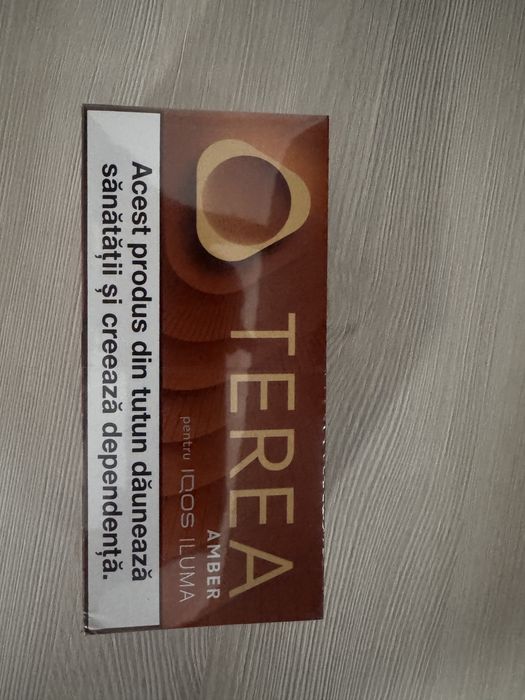 TEREA
AMBER
pentru IQOS ILUMA
Acest produs din tutun dăunează
sănătății și creează dependență.